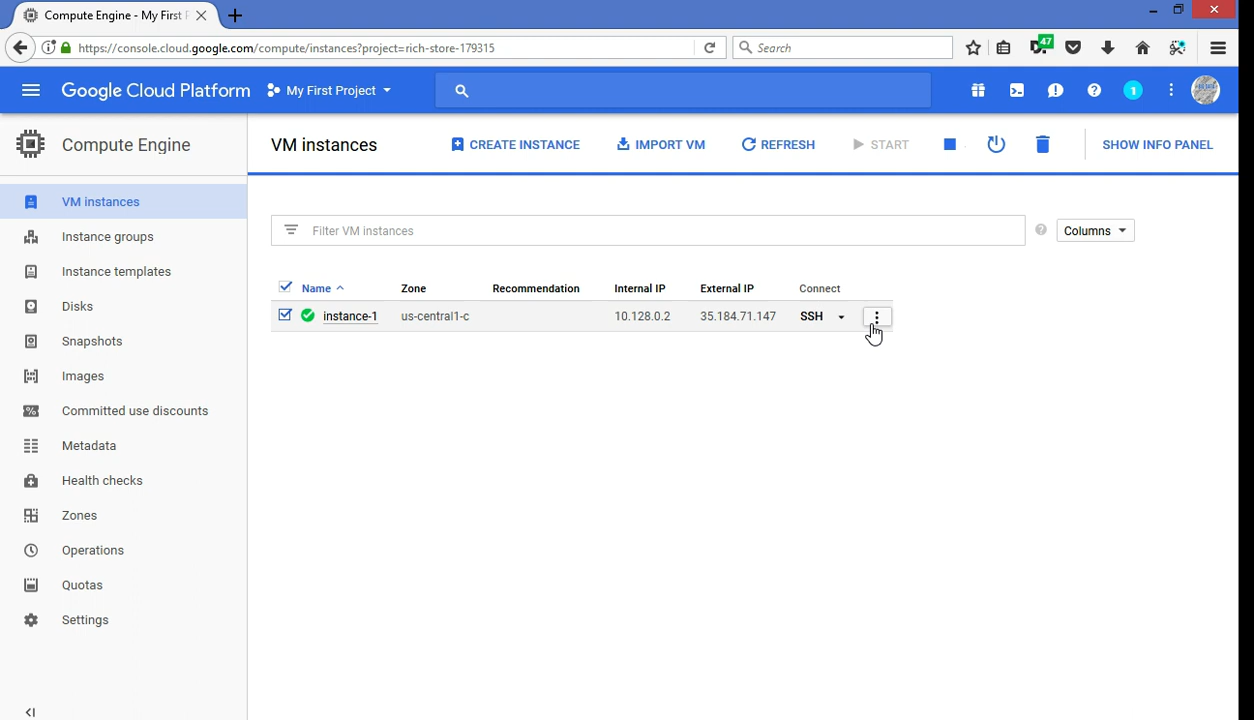 Compute Engine - My First P
https://console.cloud.google.com/compute/instances?project=rich-store-179315
Search
47
Google Cloud Platform
My First Project
1
Compute Engine
VM instances
CREATE INSTANCE
IMPORT VM
REFRESH
START
SHOW INFO PANEL
VM instances
Instance groups
Instance templates
Disks
Snapshots
Images
Committed use discounts
Metadata
Health checks
Zones
Operations
Quotas
Settings
Filter VM instances
Columns
Name Zone Recommendation Internal IP External IP Connect
instance-1 us-central1-c 10.128.0.2 35.184.71.147 SSH